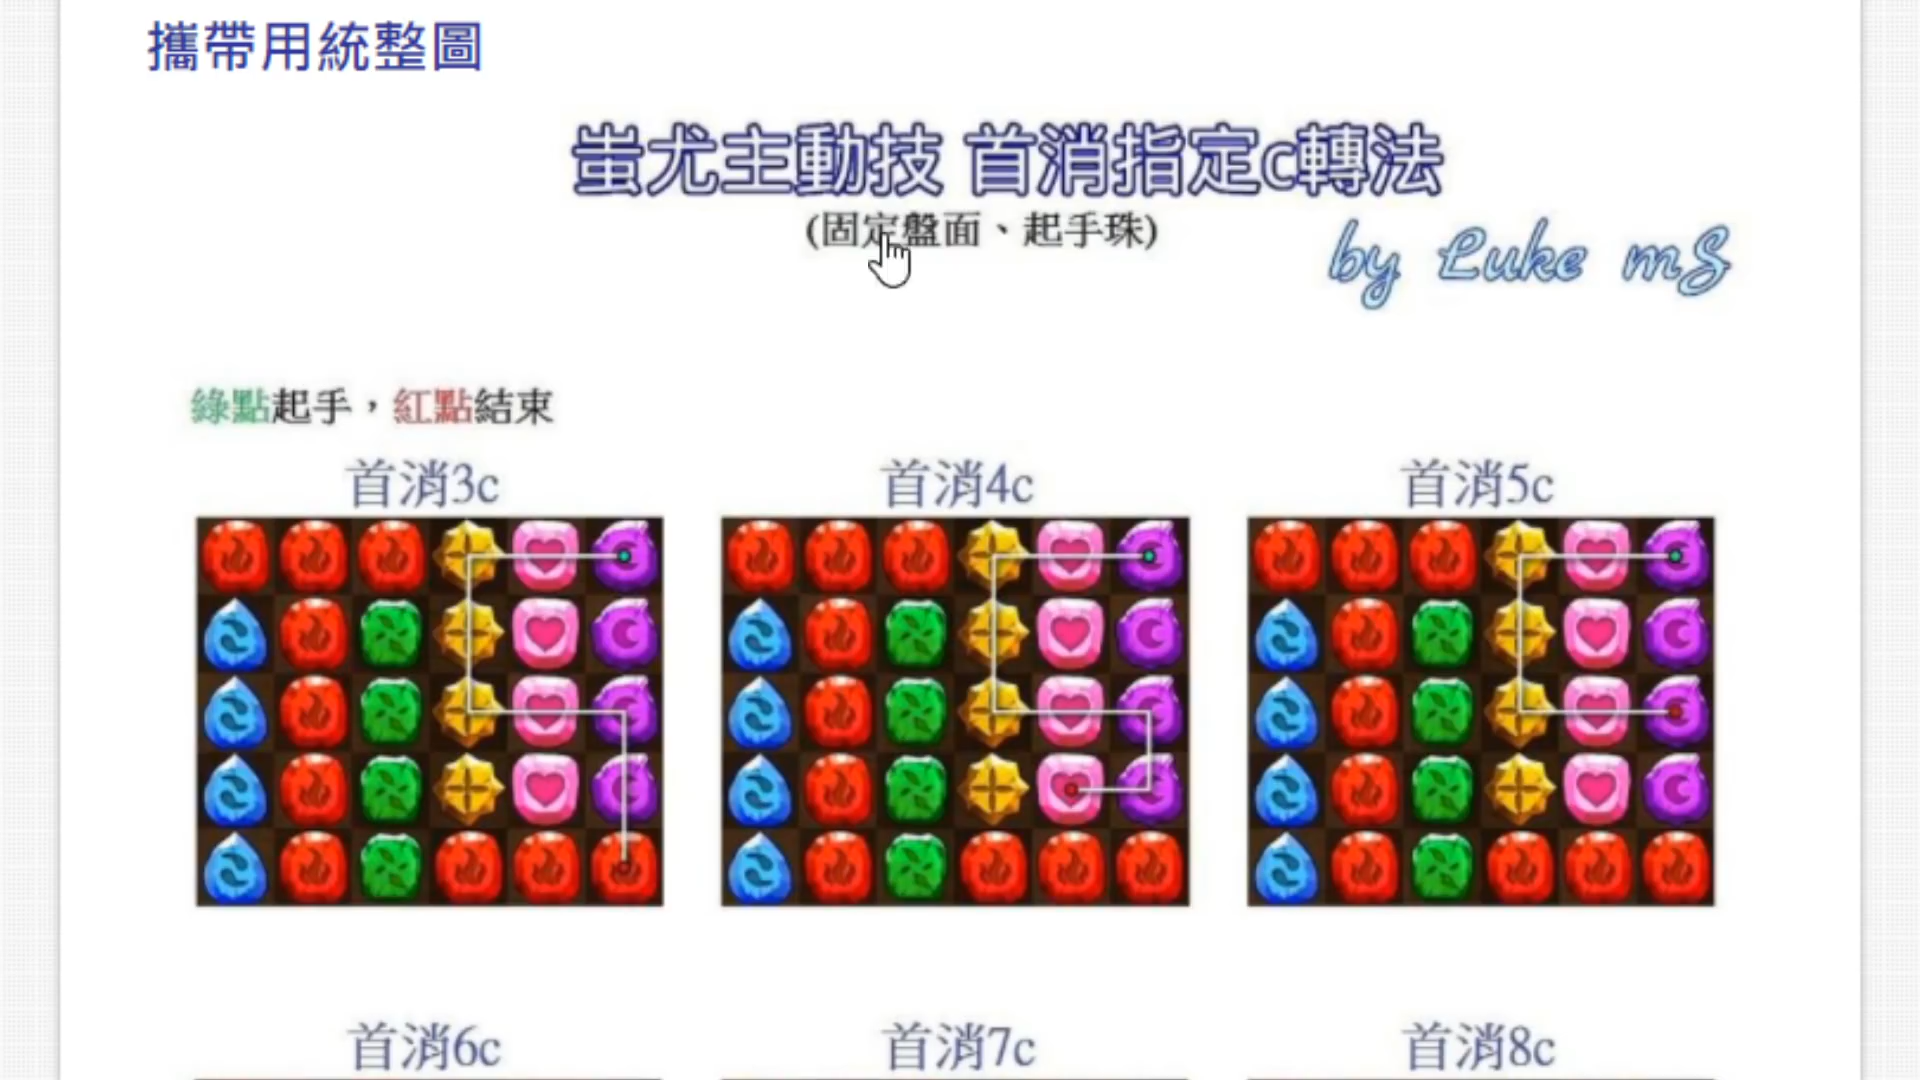 攜帶用統整圖
蚩尤主動技 首消指定c轉法
(固定盤面、起手珠)
by Luke mS
綠點起手，紅點結束
首消3c
首消4c
首消5c
首消6c
首消7c
首消8c